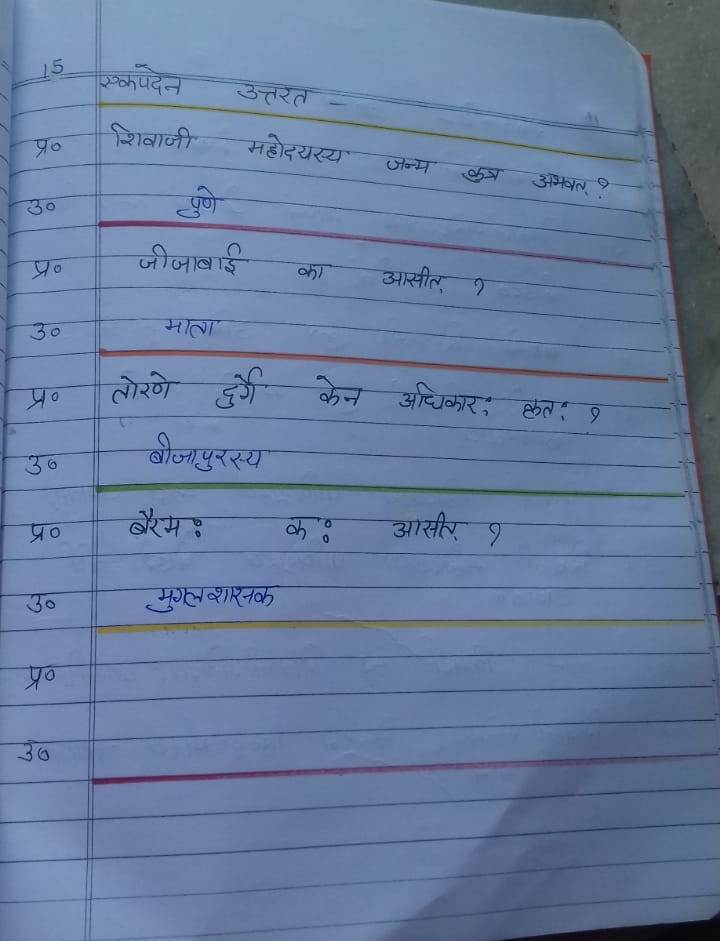 15
एकपदेन उत्तरत -
प्र० शिवाजी महोदयस्य जन्म कुत्र अभवत् ?
उ० पुणे
प्र० जीजाबाई का आसीत् ?
उ० माता
प्र० तोरणे दुर्गे केन अधिकारः कृतः ?
उ० बीजापुरस्य
प्र० बैरमः कः आसीत् ?
उ० मुगलशासक
प्र०
उ०